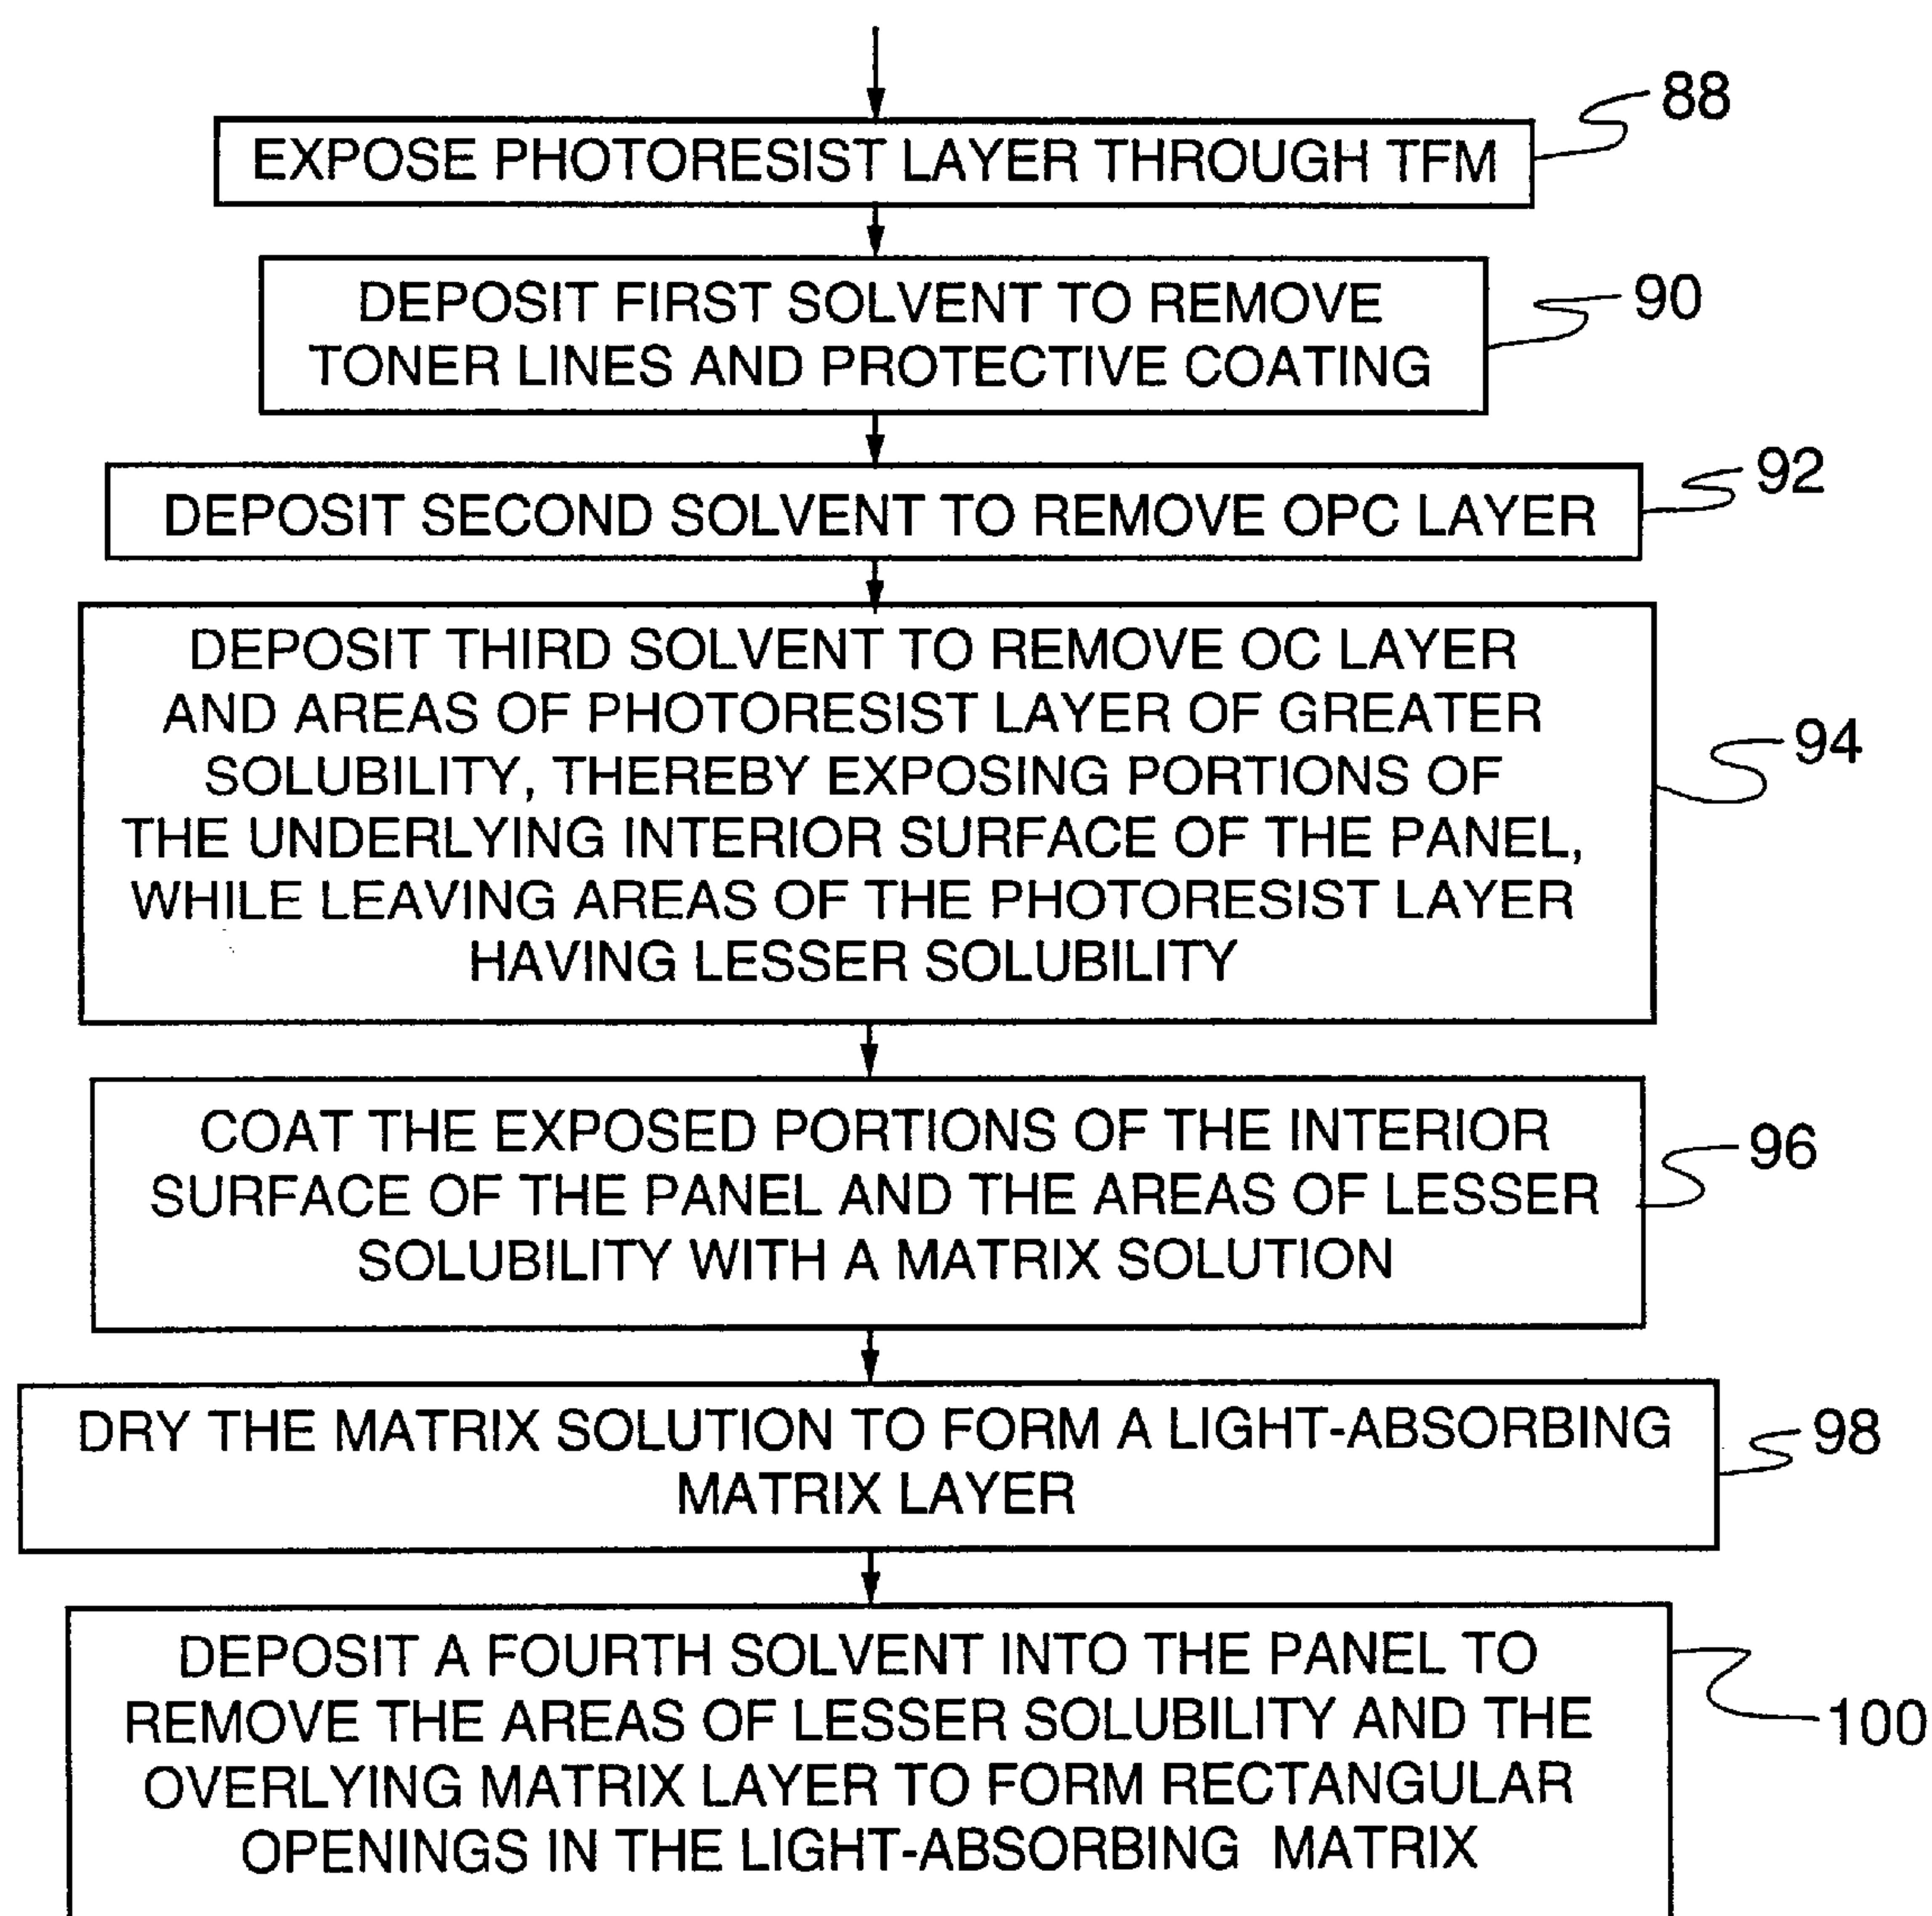 88
EXPOSE PHOTORESIST LAYER THROUGH TFM
90
DEPOSIT FIRST SOLVENT TO REMOVE
TONER LINES AND PROTECTIVE COATING
92
DEPOSIT SECOND SOLVENT TO REMOVE OPC LAYER
DEPOSIT THIRD SOLVENT TO REMOVE OC LAYER
AND AREAS OF PHOTORESIST LAYER OF GREATER
94
SOLUBILITY, THEREBY EXPOSING PORTIONS OF
THE UNDERLYING INTERIOR SURFACE OF THE PANEL,
WHILE LEAVING AREAS OF THE PHOTORESIST LAYER
HAVING LESSER SOLUBILITY
COAT THE EXPOSED PORTIONS OF THE INTERIOR
96
SURFACE OF THE PANEL AND THE AREAS OF LESSER
SOLUBILITY WITH A MATRIX SOLUTION
DRY THE MATRIX SOLUTION TO FORM A LIGHT-ABSORBING
98
MATRIX LAYER
DEPOSIT A FOURTH SOLVENT INTO THE PANEL TO
REMOVE THE AREAS OF LESSER SOLUBILITY AND THE
100
OVERLYING MATRIX LAYER TO FORM RECTANGULAR
OPENINGS IN THE LIGHT-ABSORBING MATRIX